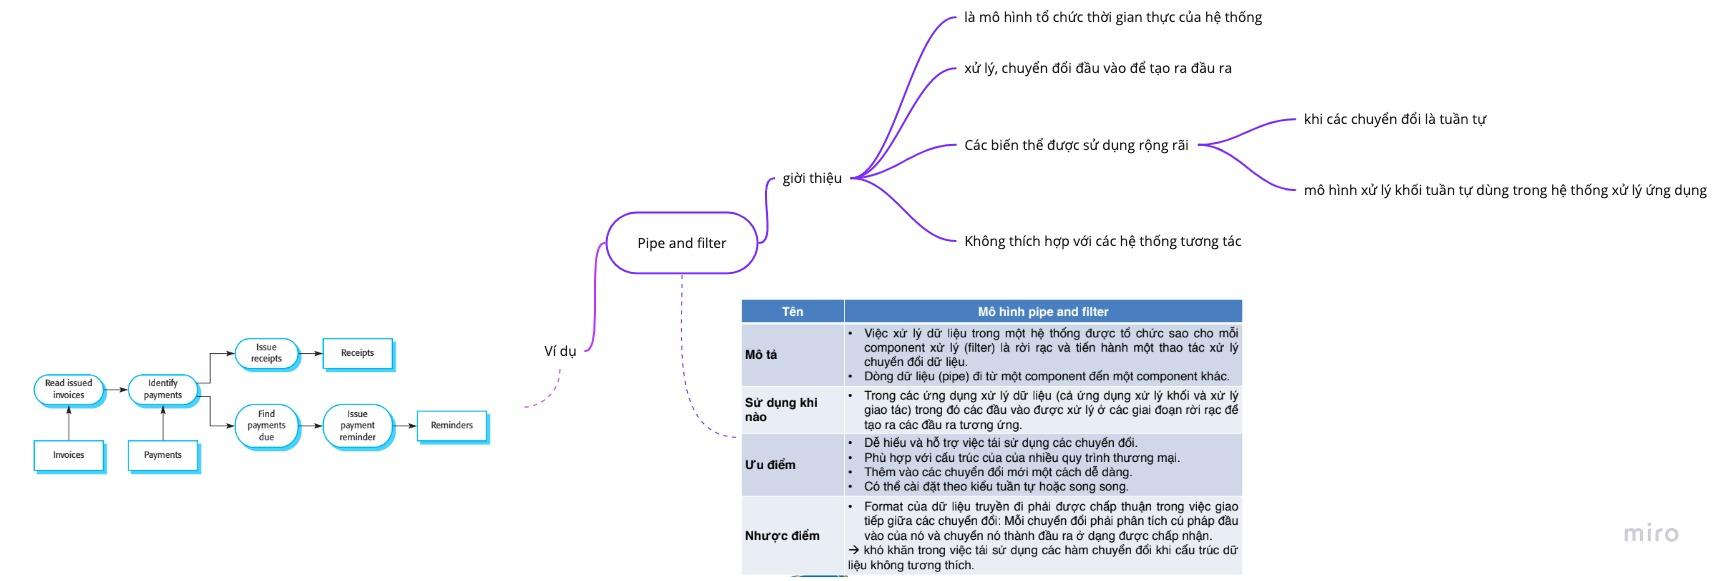 là mô hình tổ chức thời gian thực của hệ thống
xử lý, chuyển đổi đầu vào để tạo ra đầu ra
khi các chuyển đổi là tuần tự
Các biến thể được sử dụng rộng rãi
giời thiệu
mô hình xử lý khối tuần tự dùng trong hệ thống xử lý ứng dụng
Pipe and filter
Không thích hợp với các hệ thống tương tác
Ví dụ
Issue
receipts
Receipts
Read issued
invoices
Identify
payments
Find
payments
due
Issue
payment
reminder
Reminders
Invoices
Payments
Tên
Mô hình pipe and filter
Mô tả
• Việc xử lý dữ liệu trong một hệ thống được tổ chức sao cho mỗi
component xử lý (filter) là rời rạc và tiến hành một thao tác xử lý
chuyển đổi dữ liệu.
• Dòng dữ liệu (pipe) đi từ một component đến một component khác.
Sử dụng khi
nào
• Trong các ứng dụng xử lý dữ liệu (cả ứng dụng xử lý khối và xử lý
giao tác) trong đó các đầu vào được xử lý ở các giai đoạn rời rạc để
tạo ra các đầu ra tương ứng.
Ưu điểm
• Dễ hiểu và hỗ trợ việc tái sử dụng các chuyển đổi.
• Phù hợp với cấu trúc của của nhiều quy trình thương mại.
• Thêm vào các chuyển đổi mới một cách dễ dàng.
• Có thể cài đặt theo kiểu tuần tự hoặc song song.
Nhược điểm
• Format của dữ liệu truyền đi phải được chấp thuận trong việc giao
tiếp giữa các chuyển đổi: Mỗi chuyển đổi phải phân tích cú pháp đầu
vào của nó và chuyển nó thành đầu ra ở dạng được chấp nhận.
→ khó khăn trong việc tái sử dụng các hàm chuyển đổi khi cấu trúc dữ
liệu không tương thích.
miro